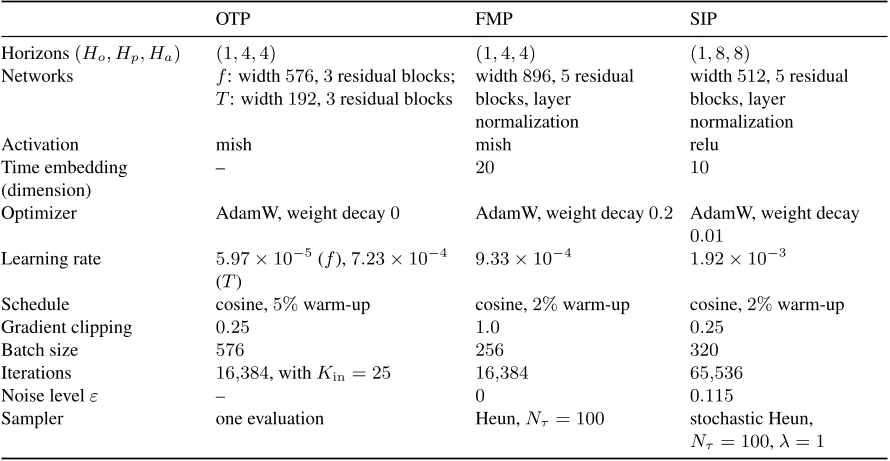 OTP FMP SIP
Horizons (H_o, H_p, H_a) (1, 4, 4) (1, 4, 4) (1, 8, 8)
Networks f: width 576, 3 residual blocks; width 896, 5 residual width 512, 5 residual
T: width 192, 3 residual blocks blocks, layer blocks, layer
normalization normalization
Activation mish mish relu
Time embedding – 20 10
(dimension)
Optimizer AdamW, weight decay 0 AdamW, weight decay 0.2 AdamW, weight decay
0.01
Learning rate 5.97 × 10⁻⁵ (f), 7.23 × 10⁻⁴ 9.33 × 10⁻⁴ 1.92 × 10⁻³
(T)
Schedule cosine, 5% warm-up cosine, 2% warm-up cosine, 2% warm-up
Gradient clipping 0.25 1.0 0.25
Batch size 576 256 320
Iterations 16,384, with K_in = 25 16,384 65,536
Noise level ε – 0 0.115
Sampler one evaluation Heun, N_τ = 100 stochastic Heun,
N_τ = 100, λ = 1